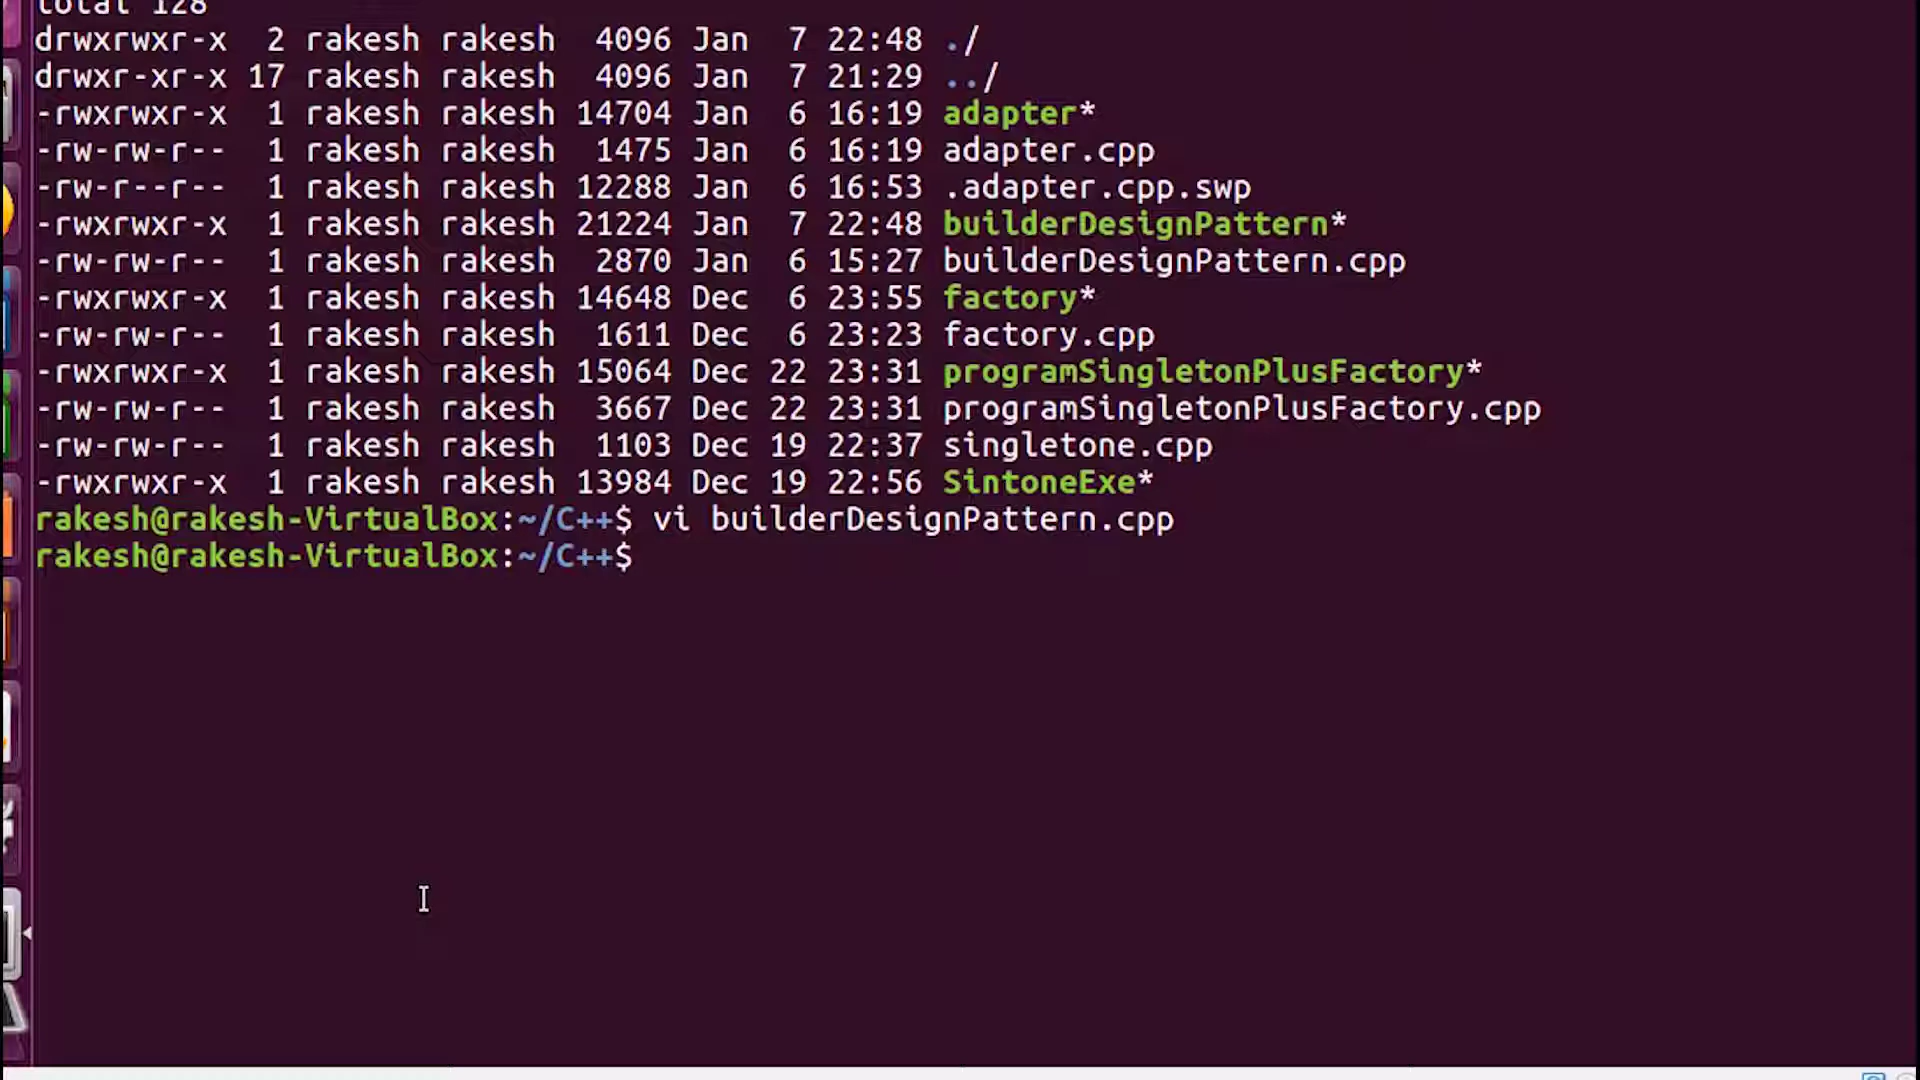 total 128
drwxrwxr-x  2 rakesh rakesh  4096 Jan  7 22:48 ./
drwxr-xr-x 17 rakesh rakesh  4096 Jan  7 21:29 ../
-rwxrwxr-x  1 rakesh rakesh 14704 Jan  6 16:19 adapter*
-rw-rw-r--  1 rakesh rakesh  1475 Jan  6 16:19 adapter.cpp
-rw-r--r--  1 rakesh rakesh 12288 Jan  6 16:53 .adapter.cpp.swp
-rwxrwxr-x  1 rakesh rakesh 21224 Jan  7 22:48 builderDesignPattern*
-rw-rw-r--  1 rakesh rakesh  2870 Jan  6 15:27 builderDesignPattern.cpp
-rwxrwxr-x  1 rakesh rakesh 14648 Dec  6 23:55 factory*
-rw-rw-r--  1 rakesh rakesh  1611 Dec  6 23:23 factory.cpp
-rwxrwxr-x  1 rakesh rakesh 15064 Dec 22 23:31 programSingletonPlusFactory*
-rw-rw-r--  1 rakesh rakesh  3667 Dec 22 23:31 programSingletonPlusFactory.cpp
-rw-rw-r--  1 rakesh rakesh  1103 Dec 19 22:37 singletone.cpp
-rwxrwxr-x  1 rakesh rakesh 13984 Dec 19 22:56 SintoneExe*
rakesh@rakesh-VirtualBox:~/C++$ vi builderDesignPattern.cpp
rakesh@rakesh-VirtualBox:~/C++$